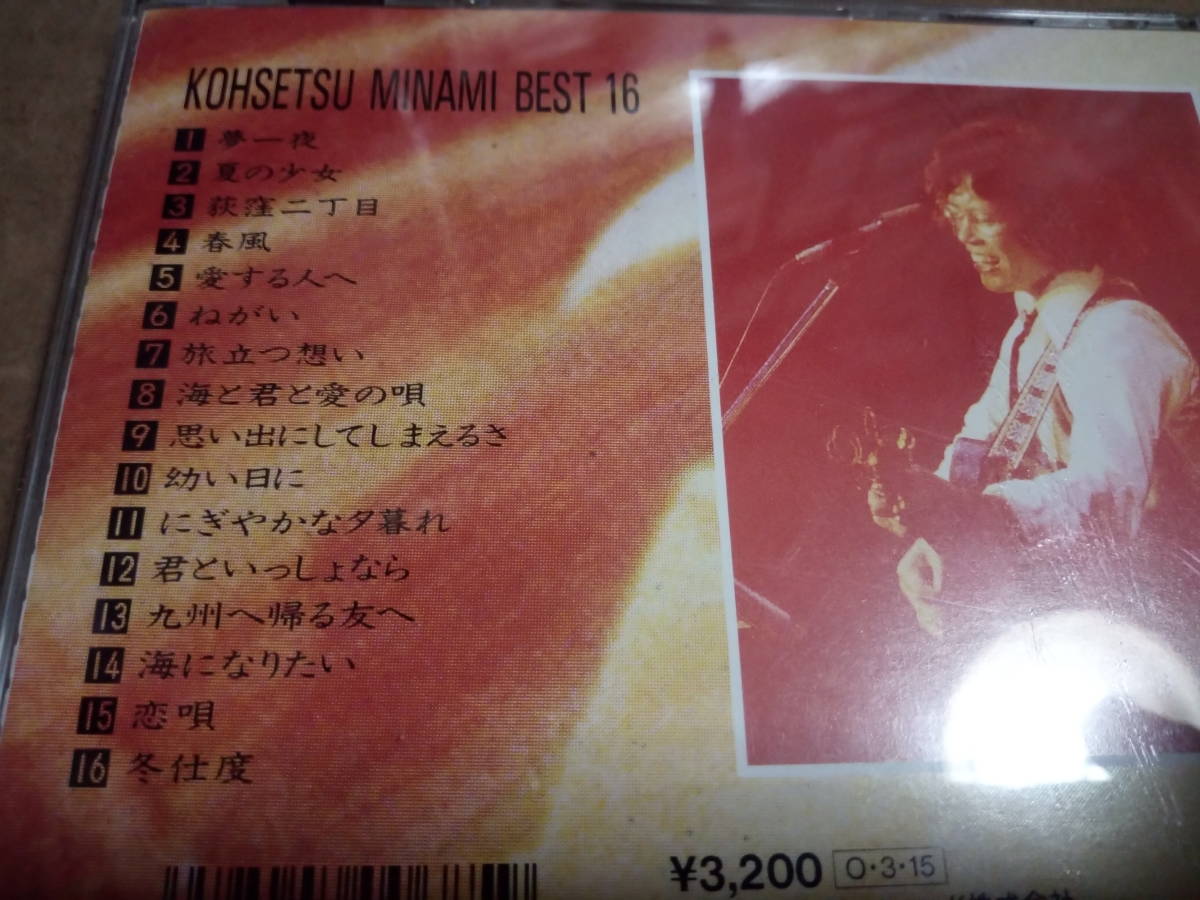 KOHSETSU MINAMI BEST 16
1 夢一夜
2 夏の少女
3 荻窪二丁目
4 春風
5 愛する人へ
6 ねがい
7 旅立つ想い
8 海と君と愛の唄
9 思い出にしてしまえるさ
10 幼い日に
11 にぎやかな夕暮れ
12 君といっしょなら
13 九州へ帰る友へ
14 海になりたい
15 恋唄
16 冬仕度
¥3,200 O・3・15
株式会社